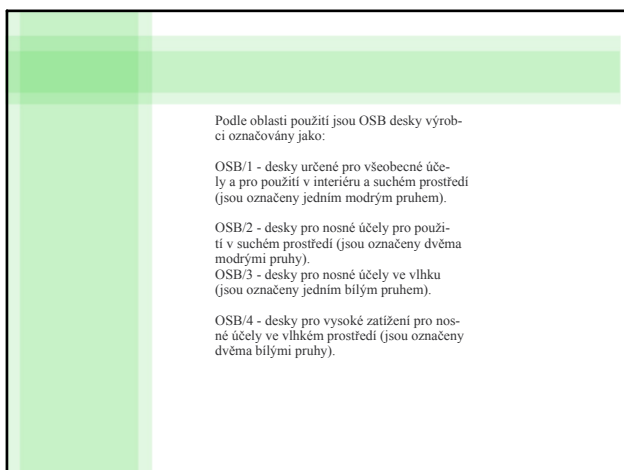 Podle oblasti použití jsou OSB desky výrob-
ci označovány jako:
OSB/1 - desky určené pro všeobecné úče-
ly a pro použití v interiéru a suchém prostředí
(jsou označeny jedním modrým pruhem).
OSB/2 - desky pro nosné účely pro použi-
tí v suchém prostředí (jsou označeny dvěma
modrými pruhy).
OSB/3 - desky pro nosné účely ve vlhku
(jsou označeny jedním bílým pruhem).
OSB/4 - desky pro vysoké zatížení pro nos-
né účely ve vlhkém prostředí (jsou označeny
dvěma bílými pruhy).